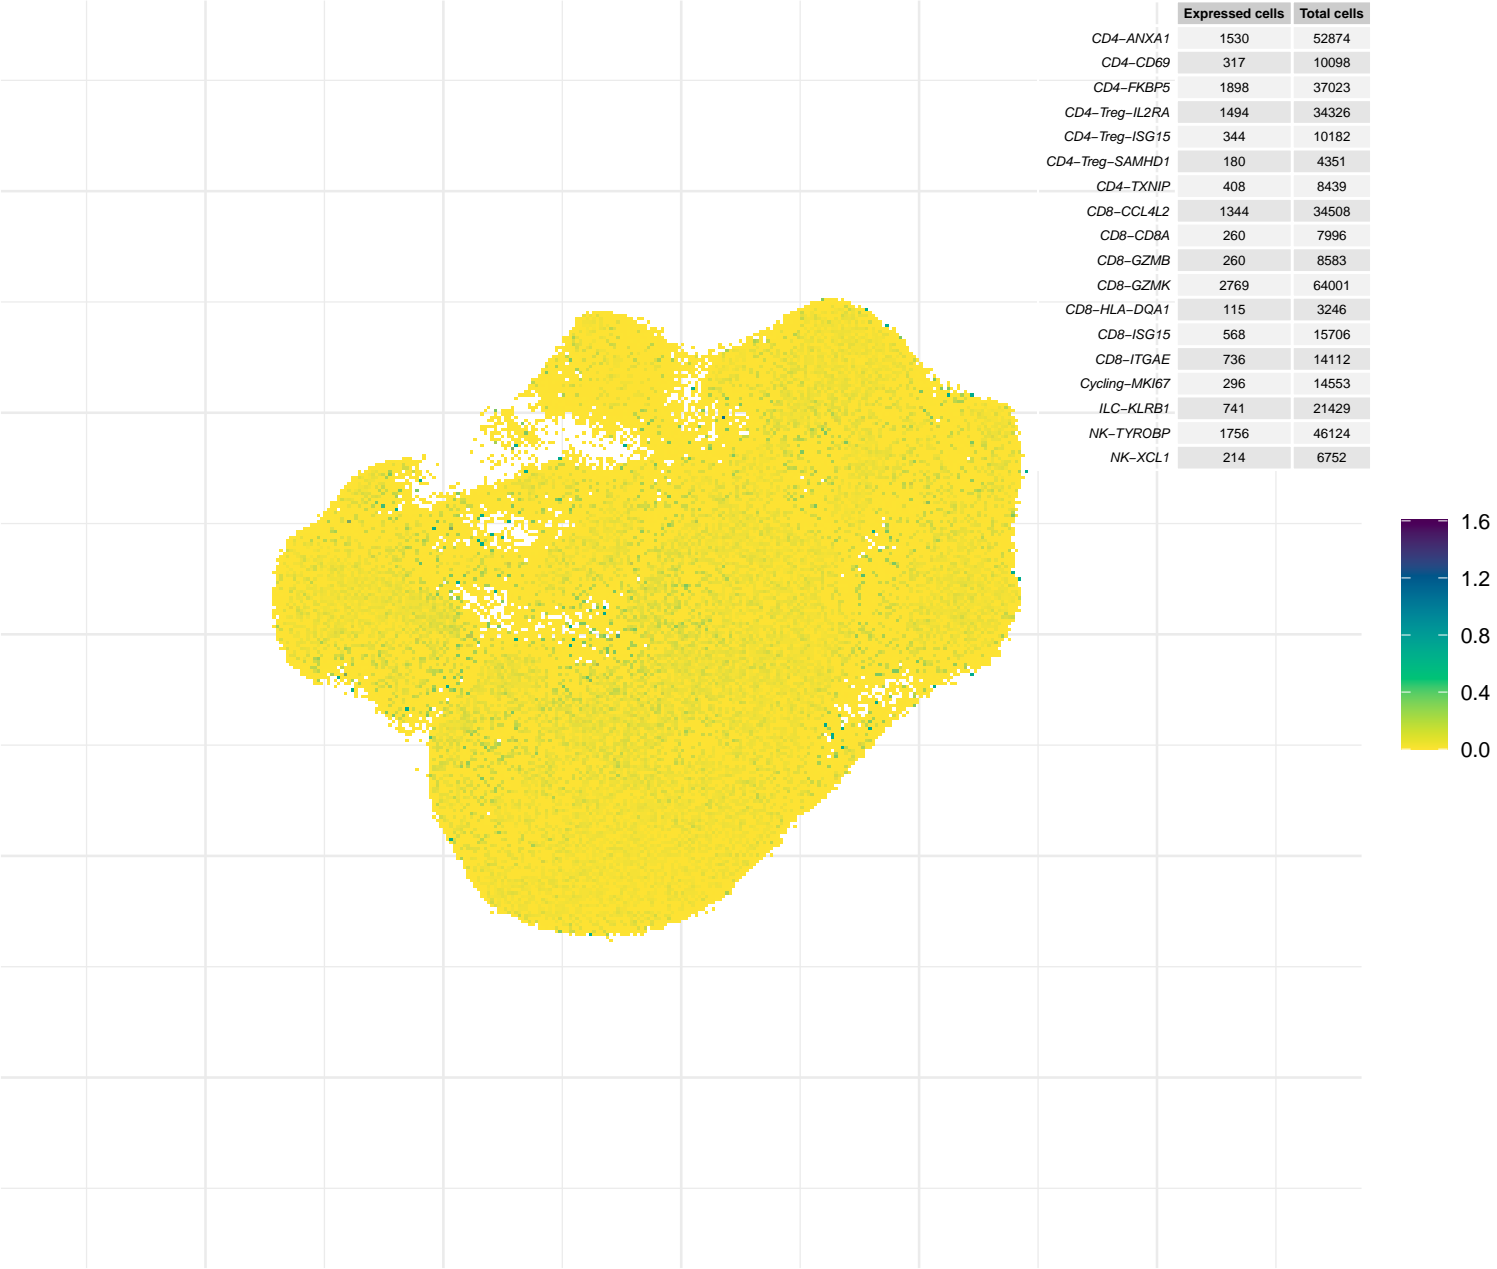 Expressed cells Total cells
CD4−ANXA1 1530 52874
CD4−CD69 317 10098
CD4−FKBP5 1898 37023
CD4−Treg−IL2RA 1494 34326
CD4−Treg−ISG15 344 10182
CD4−Treg−SAMHD1 180 4351
CD4−TXNIP 408 8439
CD8−CCL4L2 1344 34508
CD8−CD8A 260 7996
CD8−GZMB 260 8583
CD8−GZMK 2769 64001
CD8−HLA−DQA1 115 3246
CD8−ISG15 568 15706
CD8−ITGAE 736 14112
Cycling−MKI67 296 14553
ILC−KLRB1 741 21429
NK−TYROBP 1756 46124
NK−XCL1 214 6752
1.6
1.2
0.8
0.4
0.0